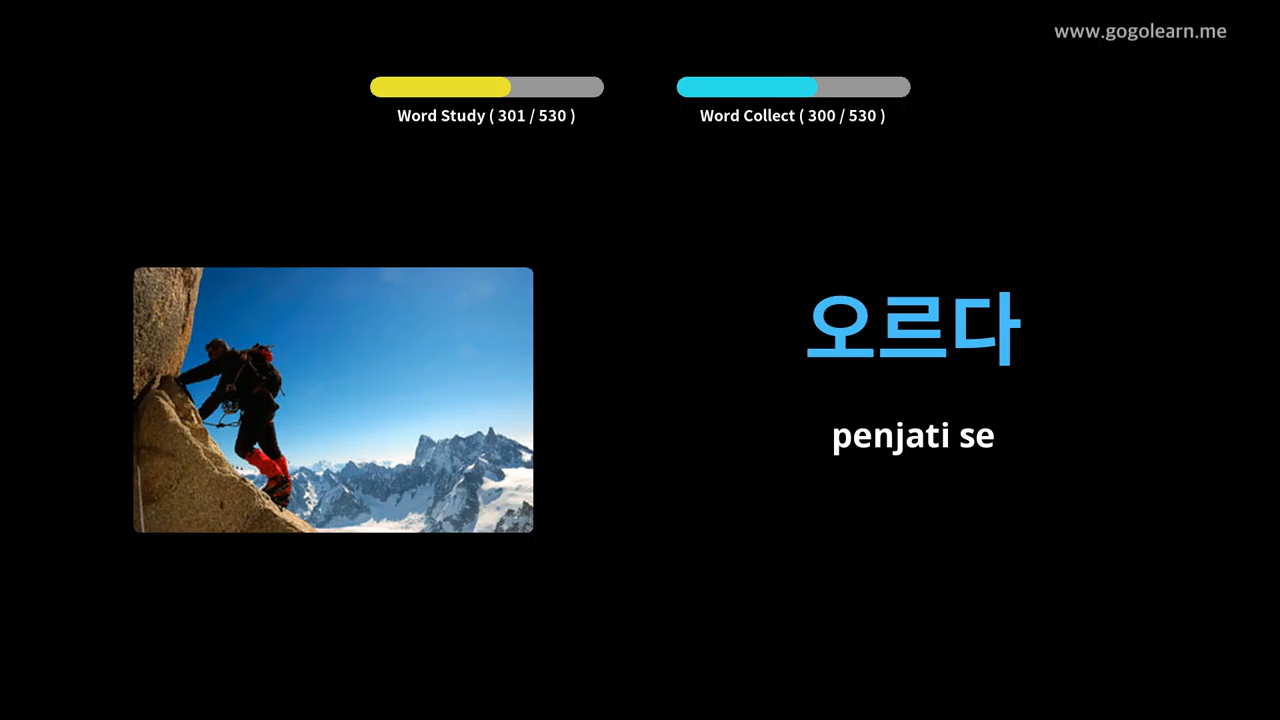 www.gogolearn.me
Word Study ( 301 / 530 )
Word Collect ( 300 / 530 )
오르다
penjati se